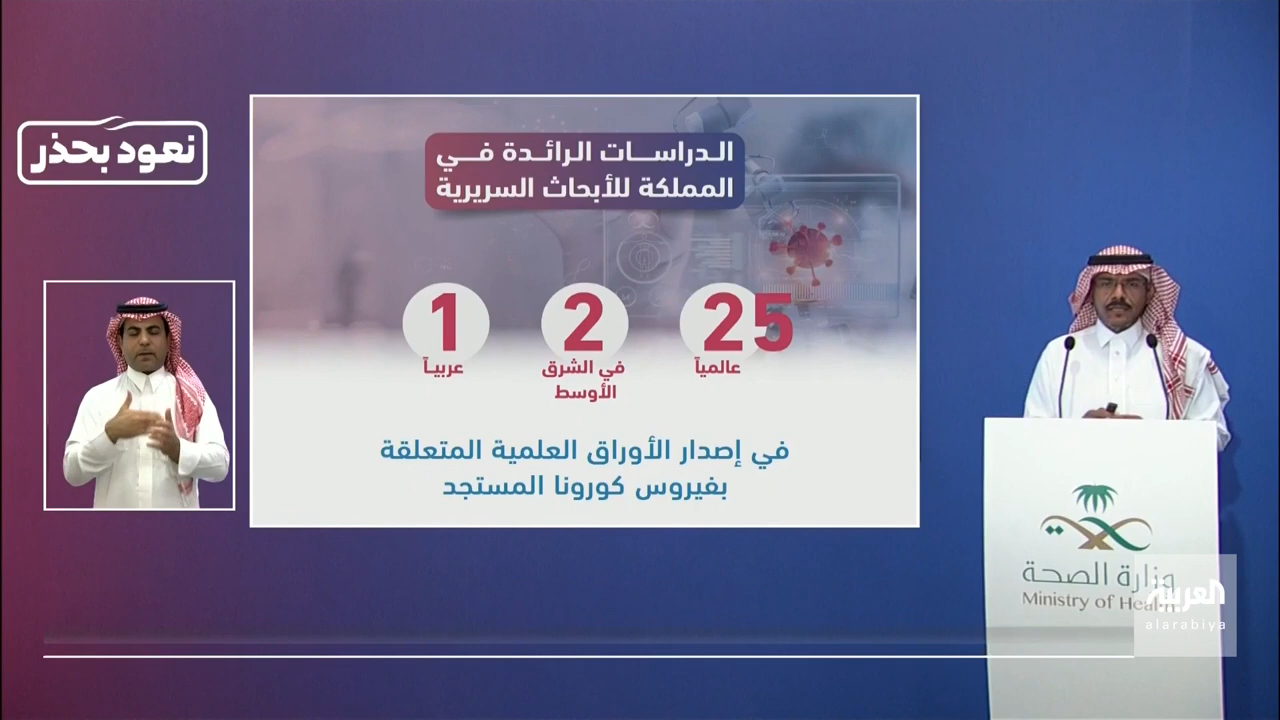 نعود بحذر
الدراسات الرائدة في
المملكة للأبحاث السريرية
25
عالمياً
2
في الشرق
الأوسط
1
عربياً
في إصدار الأوراق العلمية المتعلقة
بفيروس كورونا المستجد
وزارة الصحة
Ministry of Health
العربية
alarabiya